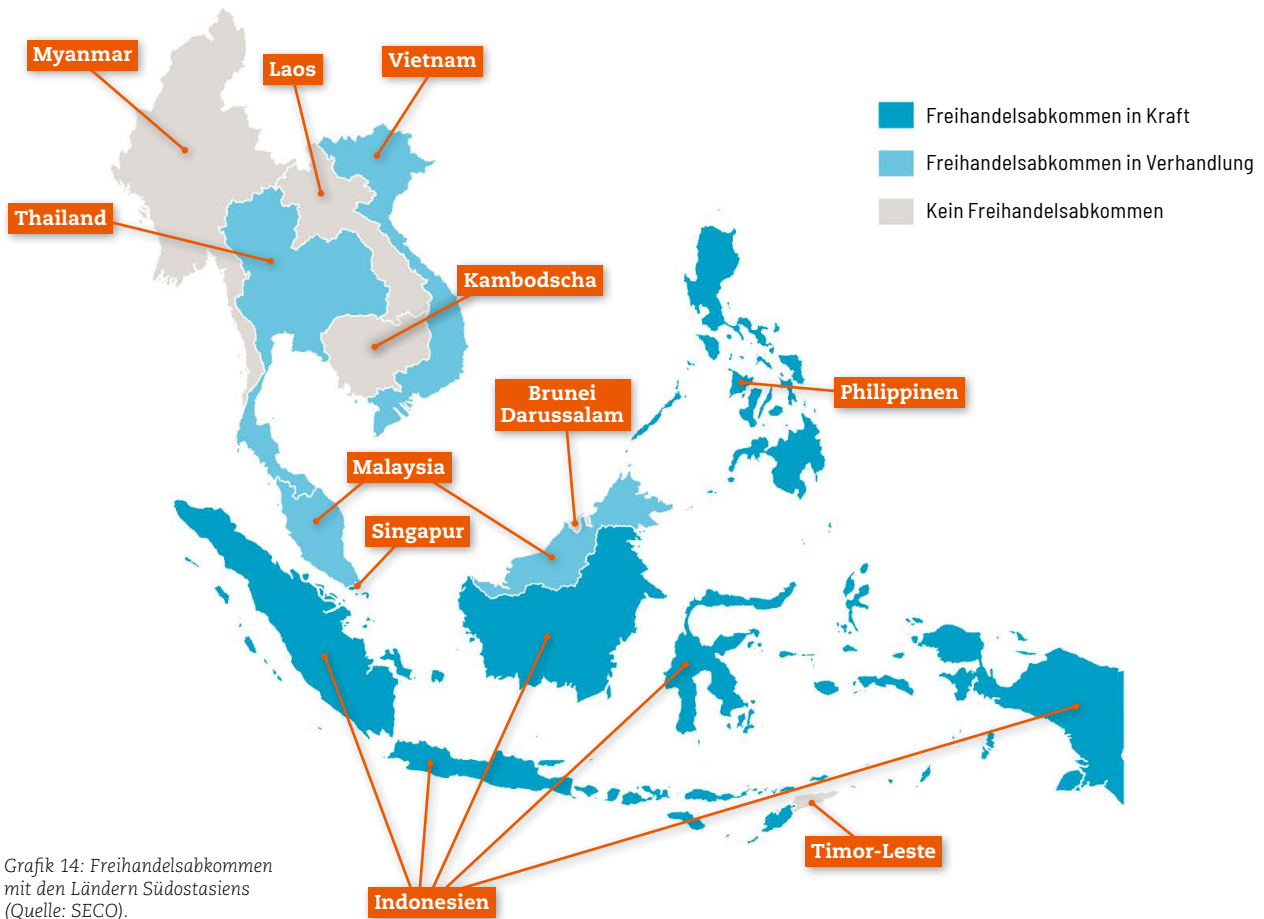 Myanmar
Laos
Vietnam
Thailand
Kambodscha
Brunei
Darussalam
Philippinen
Malaysia
Singapur
Timor-Leste
Indonesien
Freihandelsabkommen in Kraft
Freihandelsabkommen in Verhandlung
Kein Freihandelsabkommen
Grafik 14: Freihandelsabkommen
mit den Ländern Südostasiens
(Quelle: SECO).